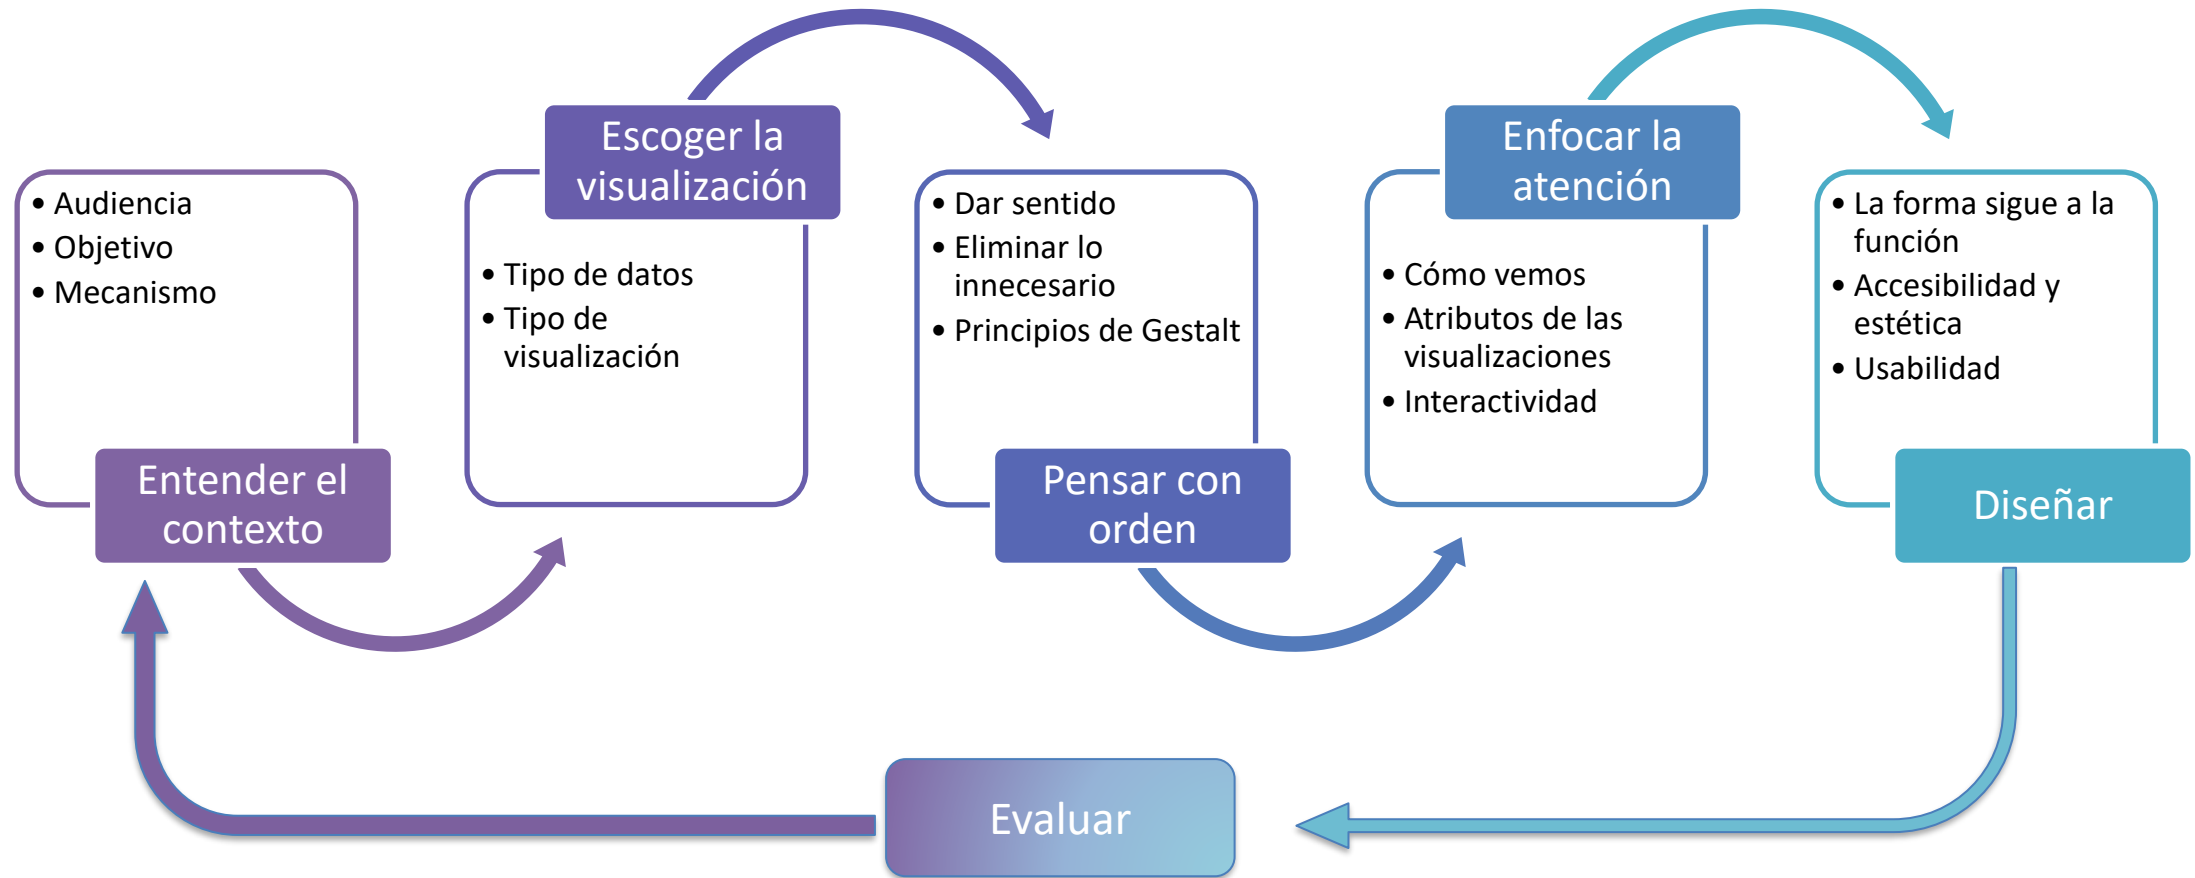 • Audiencia
• Objetivo
• Mecanismo
Entender el
contexto
Escoger la
visualización
• Tipo de datos
• Tipo de
visualización
• Dar sentido
• Eliminar lo
innecesario
• Principios de Gestalt
Pensar con
orden
Enfocar la
atención
• Cómo vemos
• Atributos de las
visualizaciones
• Interactividad
• La forma sigue a la
función
• Accesibilidad y
estética
• Usabilidad
Diseñar
Evaluar